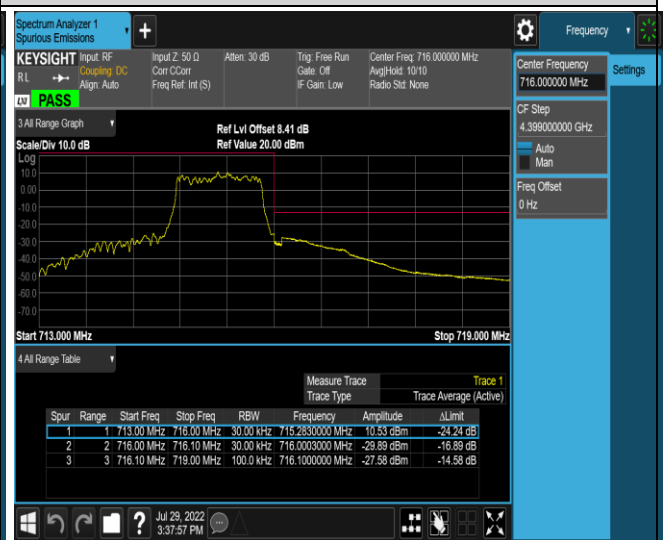 Spectrum Analyzer 1
Spurious Emissions
+
Frequency
KEYSIGHT Input: RF Input Z: 50 Ω Atten: 30 dB Trig: Free Run Center Freq: 716.000000 MHz
RL Coupling: DC Corr CCorr Gate: Off Avg|Hold: 10/10
Align: Auto Freq Ref: Int (S) IF Gain: Low Radio Std: None
LXI PASS
Center Frequency
716.000000 MHz
Settings
CF Step
4.399000000 GHz
Auto
Man
Freq Offset
0 Hz
3 All Range Graph
Ref Lvl Offset 8.41 dB
Scale/Div 10.0 dB Ref Value 20.00 dBm
Log
10.0
0.00
-10.0
-20.0
-30.0
-40.0
-50.0
-60.0
-70.0
Start 713.000 MHz Stop 719.000 MHz
4 All Range Table
Measure Trace Trace 1
Trace Type Trace Average (Active)
Spur Range Start Freq Stop Freq RBW Frequency Amplitude ΔLimit
1 1 713.00 MHz 716.00 MHz 30.00 kHz 715.2830000 MHz 10.53 dBm -24.24 dB
2 2 716.00 MHz 716.10 MHz 30.00 kHz 716.0003000 MHz -29.89 dBm -16.89 dB
3 3 716.10 MHz 719.00 MHz 100.0 kHz 716.1000000 MHz -27.58 dBm -14.58 dB
? Jul 29, 2022
3:37:57 PM